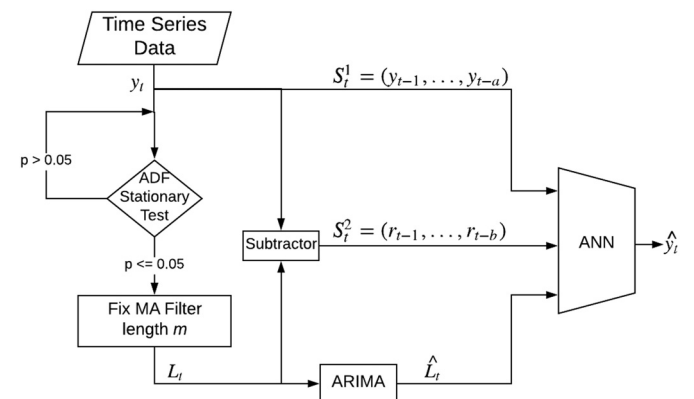 Time Series
Data
y_t
S_t^1 = (y_{t-1}, . . . , y_{t-a})
p > 0.05
ADF
Stationary
Test
Subtractor
S_t^2 = (r_{t-1}, . . . , r_{t-b})
ANN
ŷ_t
p <= 0.05
Fix MA Filter
length m
L_t
ARIMA
L̂_t